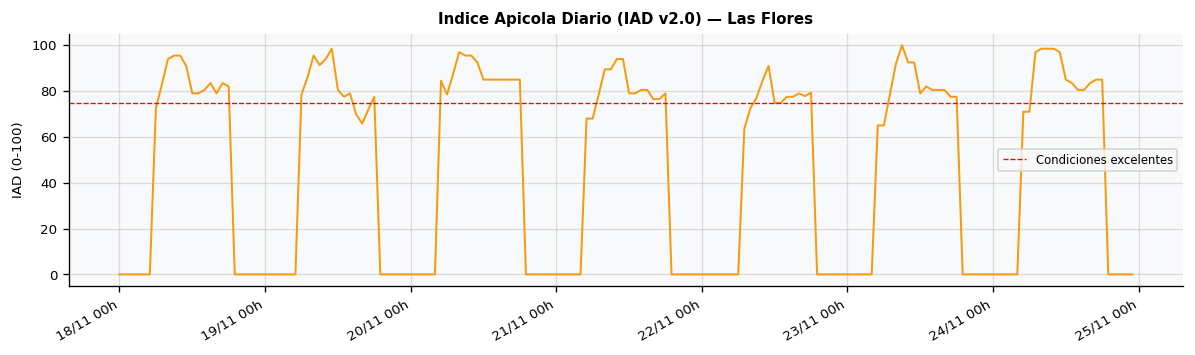 Indice Apicola Diario (IAD v2.0) — Las Flores
IAD (0-100)
100
80
60
40
20
0
Condiciones excelentes
18/11 00h
19/11 00h
20/11 00h
21/11 00h
22/11 00h
23/11 00h
24/11 00h
25/11 00h